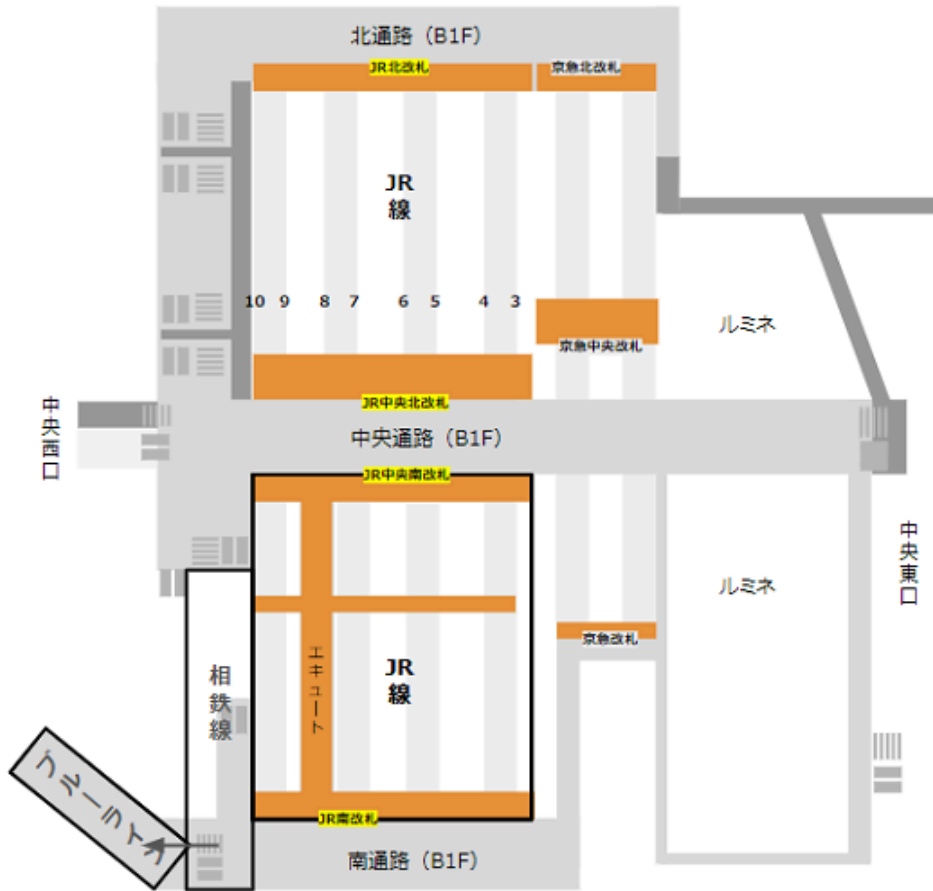 北通路（B1F）
JR北改札
京急北改札
JR
線
10 9 8 7 6 5 4 3
ルミネ
京急中央改札
JR中央北改札
中央西口
中央通路（B1F）
JR中央南改札
中央東口
ルミネ
京急改札
エキュート
JR
線
相鉄線
ブルーライン
JR南改札
南通路（B1F）